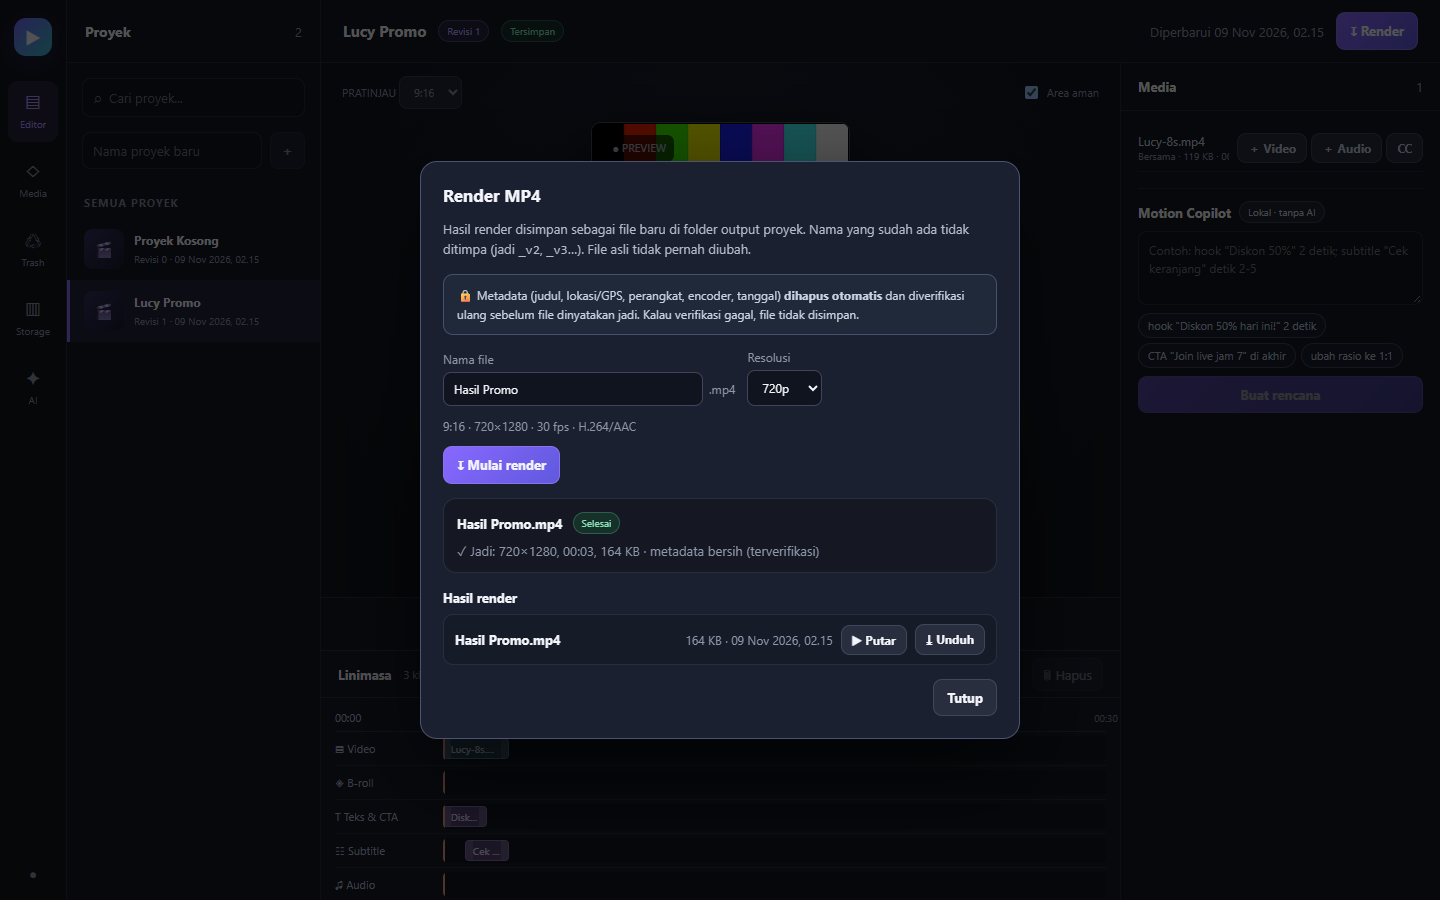 Proyek
2
Lucy Promo
Revisi 1
Tersimpan
Diperbarui 09 Nov 2026, 02.15
Render
Editor
Media
Trash
Storage
AI
Cari proyek...
Nama proyek baru
+
SEMUA PROYEK
Proyek Kosong
Revisi 0 · 09 Nov 2026, 02.15
Lucy Promo
Revisi 1 · 09 Nov 2026, 02.15
PRATINJAU
9:16
Area aman
● PREVIEW
Render MP4
Hasil render disimpan sebagai file baru di folder output proyek. Nama yang sudah ada tidak
ditimpa (jadi _v2, _v3…). File asli tidak pernah diubah.
🔒 Metadata (judul, lokasi/GPS, perangkat, encoder, tanggal) dihapus otomatis dan diverifikasi
ulang sebelum file dinyatakan jadi. Kalau verifikasi gagal, file tidak disimpan.
Nama file
Resolusi
Hasil Promo
.mp4
720p
9:16 · 720×1280 · 30 fps · H.264/AAC
Mulai render
Hasil Promo.mp4
Selesai
✓ Jadi: 720×1280, 00:03, 164 KB · metadata bersih (terverifikasi)
Hasil render
Hasil Promo.mp4
164 KB · 09 Nov 2026, 02.15
▶ Putar
Unduh
Tutup
Linimasa
Hapus
00:00
00:30
Video
Lucy-8s....
B-roll
T Teks & CTA
Disk...
Subtitle
Cek ...
Audio
Media
1
Lucy-8s.mp4
Bersama · 119 KB ·
+ Video
+ Audio
CC
Motion Copilot
Lokal · tanpa AI
Contoh: hook "Diskon 50%" 2 detik; subtitle "Cek
keranjang" detik 2-5
hook "Diskon 50% hari ini!" 2 detik
CTA "Join live jam 7" di akhir
ubah rasio ke 1:1
Buat rencana